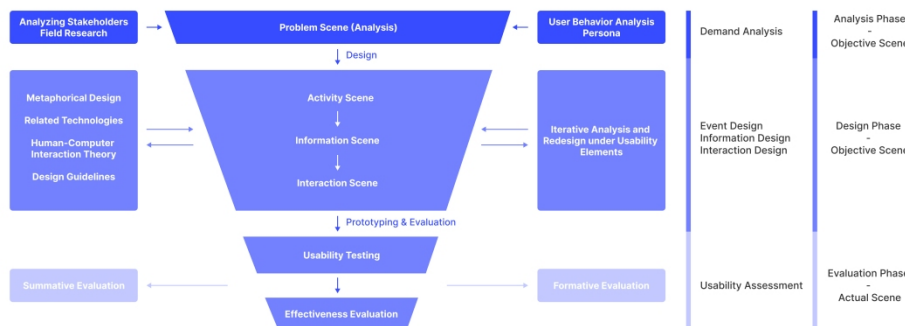 Analyzing Stakeholders
Field Research
Problem Scene (Analysis)
User Behavior Analysis
Persona
Demand Analysis
Analysis Phase
-
Objective Scene
Design
Metaphorical Design
Related Technologies
Human-Computer
Interaction Theory
Design Guidelines
Activity Scene
Information Scene
Interaction Scene
Iterative Analysis and
Redesign under Usability
Elements
Event Design
Information Design
Interaction Design
Design Phase
-
Objective Scene
Prototyping & Evaluation
Usability Testing
Summative Evaluation
Formative Evaluation
Effectiveness Evaluation
Usability Assessment
Evaluation Phase
-
Actual Scene